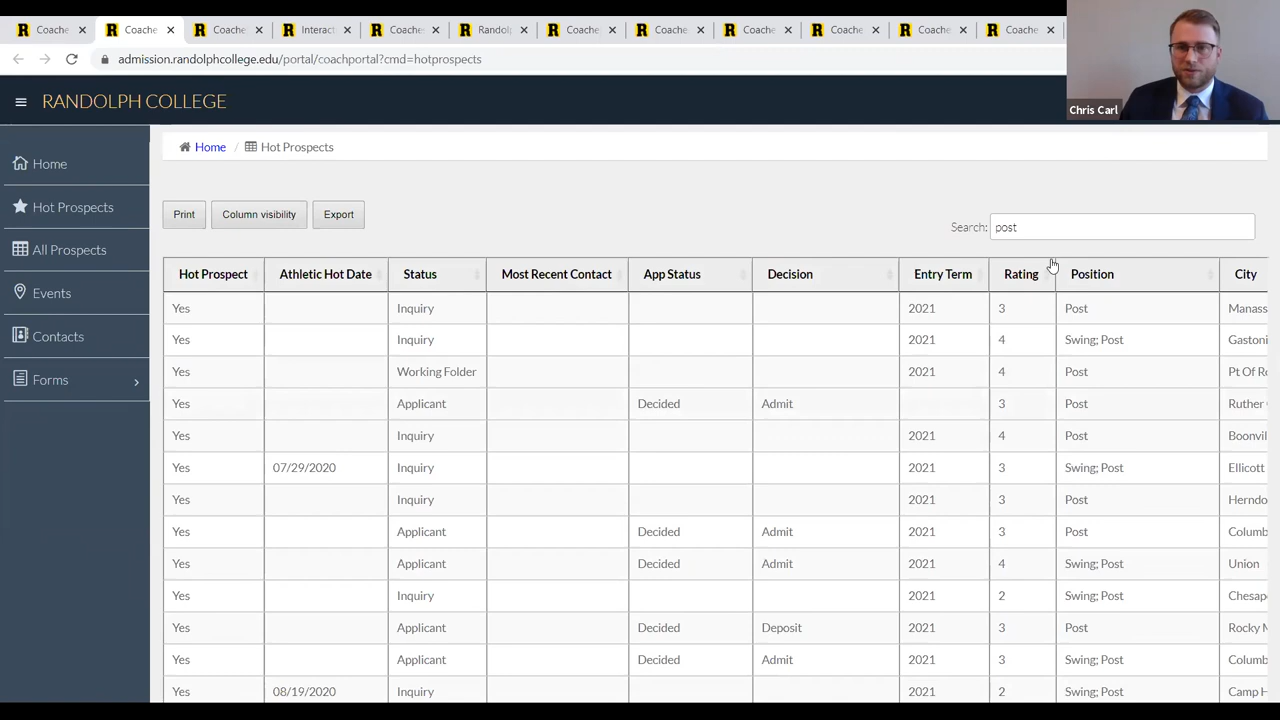 Coache Coache Coache Interact Coache Randolp Coache Coache Coache Coache Coache Coache
admission.randolphcollege.edu/portal/coachportal?cmd=hotprospects
Chris Carl
RANDOLPH COLLEGE
Home / Hot Prospects
Home
Hot Prospects
All Prospects
Events
Contacts
Forms
Print Column visibility Export
Search: post
Hot Prospect Athletic Hot Date Status Most Recent Contact App Status Decision Entry Term Rating Position City
Yes Inquiry 2021 3 Post Manass
Yes Inquiry 2021 4 Swing; Post Gastoni
Yes Working Folder 2021 4 Post Pt Of Ro
Yes Applicant Decided Admit 3 Post Ruther
Yes Inquiry 2021 4 Post Boonvil
Yes 07/29/2020 Inquiry 2021 3 Swing; Post Ellicott
Yes Inquiry 2021 3 Post Herndo
Yes Applicant Decided Admit 2021 3 Post Columb
Yes Applicant Decided Admit 2021 4 Swing; Post Union
Yes Inquiry 2021 2 Swing; Post Chesap
Yes Applicant Decided Deposit 2021 3 Post Rocky M
Yes Applicant Decided Admit 2021 3 Swing; Post Columb
Yes 08/19/2020 Inquiry 2021 2 Swing; Post Camp H